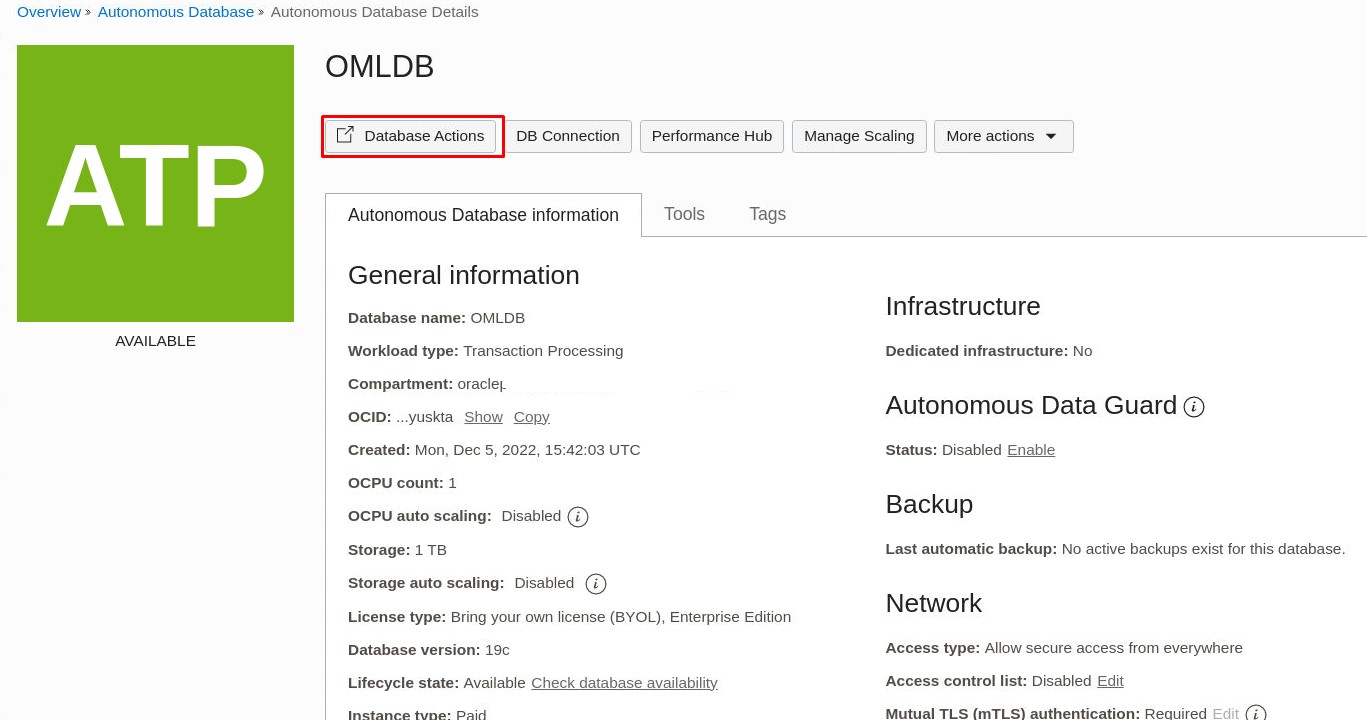 Overview » Autonomous Database » Autonomous Database Details
ATP
AVAILABLE
OMLDB
Database Actions DB Connection Performance Hub Manage Scaling More actions
Autonomous Database information Tools Tags
General information
Database name: OMLDB
Workload type: Transaction Processing
Compartment:
OCID: ...yuskta Show Copy
Created: Mon, Dec 5, 2022, 15:42:03 UTC
OCPU count: 1
OCPU auto scaling: Disabled i
Storage: 1 TB
Storage auto scaling: Disabled i
License type: Bring your own license (BYOL), Enterprise Edition
Database version: 19c
Lifecycle state: Available Check database availability
Instance type: Paid
Infrastructure
Dedicated infrastructure: No
Autonomous Data Guard i
Status: Disabled Enable
Backup
Last automatic backup: No active backups exist for this database.
Network
Access type: Allow secure access from everywhere
Access control list: Disabled Edit
Mutual TLS (mTLS) authentication: Required Edit i